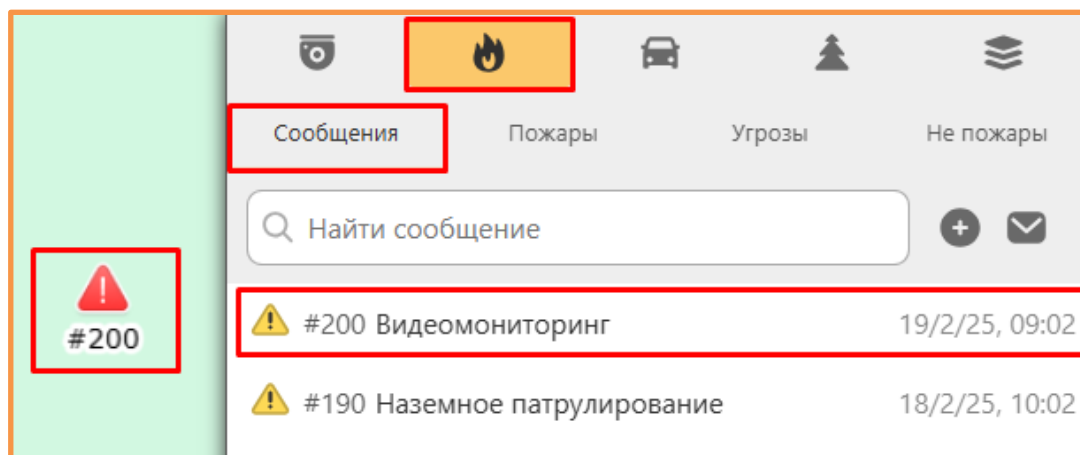 Сообщения Пожары Угрозы Не пожары
Найти сообщение
#200
#200 Видеомониторинг 19/2/25, 09:02
#190 Наземное патрулирование 18/2/25, 10:02